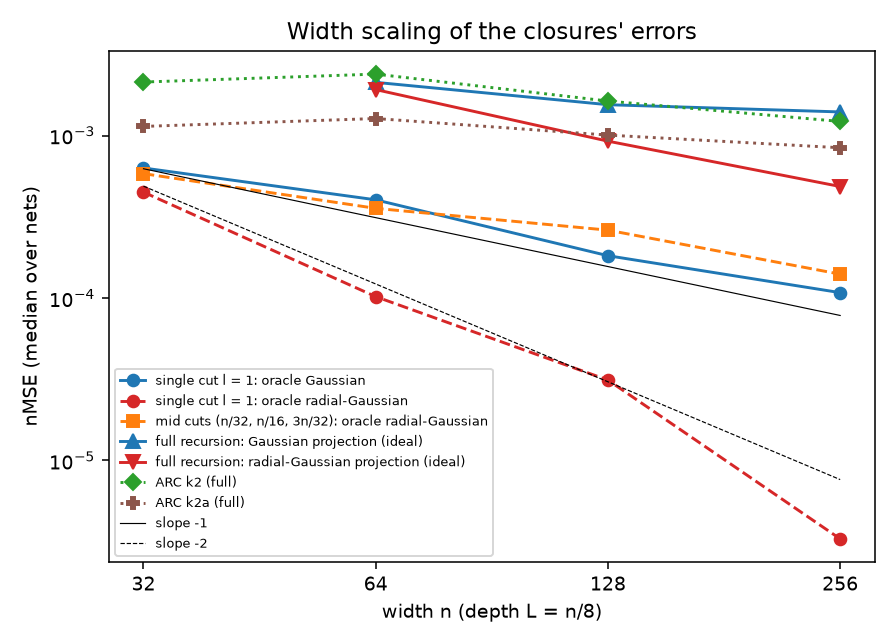 Width scaling of the closures' errors
nMSE (median over nets)
10⁻³
10⁻⁴
10⁻⁵
single cut l = 1: oracle Gaussian
single cut l = 1: oracle radial-Gaussian
mid cuts (n/32, n/16, 3n/32): oracle radial-Gaussian
full recursion: Gaussian projection (ideal)
full recursion: radial-Gaussian projection (ideal)
ARC k2 (full)
ARC k2a (full)
slope -1
slope -2
32
64
128
256
width n (depth L = n/8)